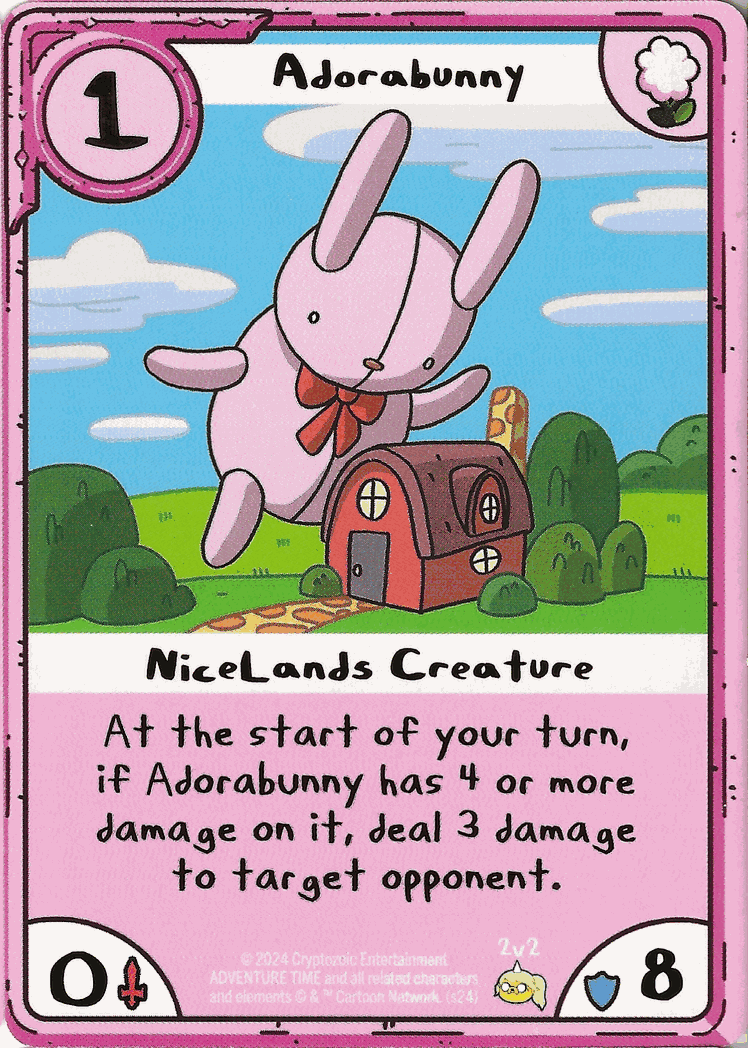 1
Adorabunny
NiceLands Creature
At the start of your turn,
if Adorabunny has 4 or more
damage on it, deal 3 damage
to target opponent.
0
© 2024 Cryptozoic Entertainment.
ADVENTURE TIME and all related characters
and elements © & ™ Cartoon Network. (s24)
2v2
8